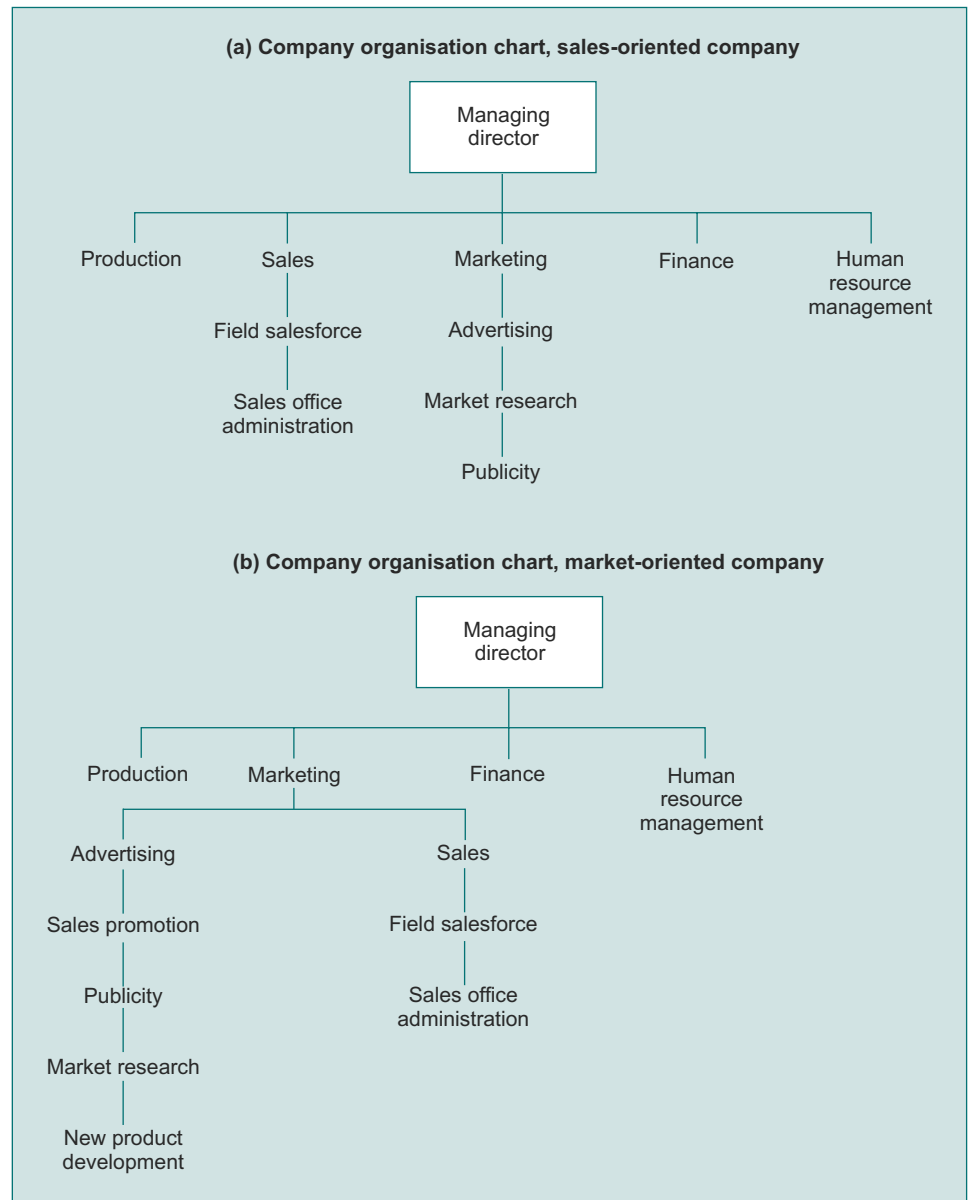 (a) Company organisation chart, sales-oriented company
Managing
director
Production
Sales
Marketing
Finance
Human
resource
management
Field salesforce
Advertising
Sales office
administration
Market research
Publicity
(b) Company organisation chart, market-oriented company
Managing
director
Production
Marketing
Finance
Human
resource
management
Advertising
Sales
Sales promotion
Field salesforce
Publicity
Sales office
administration
Market research
New product
development